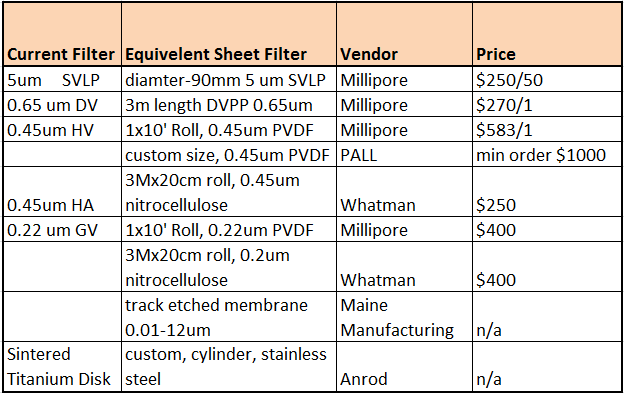 Current Filter Equivelent Sheet Filter Vendor Price
5um SVLP diamter-90mm 5 um SVLP Millipore $250/50
0.65 um DV 3m length DVPP 0.65um Millipore $270/1
0.45um HV 1x10' Roll, 0.45um PVDF Millipore $583/1
custom size, 0.45um PVDF PALL min order $1000
3Mx20cm roll, 0.45um
0.45um HA nitrocellulose Whatman $250
0.22 um GV 1x10' Roll, 0.22um PVDF Millipore $400
3Mx20cm roll, 0.2um
nitrocellulose Whatman $400
track etched membrane Maine
0.01-12um Manufacturing n/a
Sintered custom, cylinder, stainless
Titanium Disk steel Anrod n/a